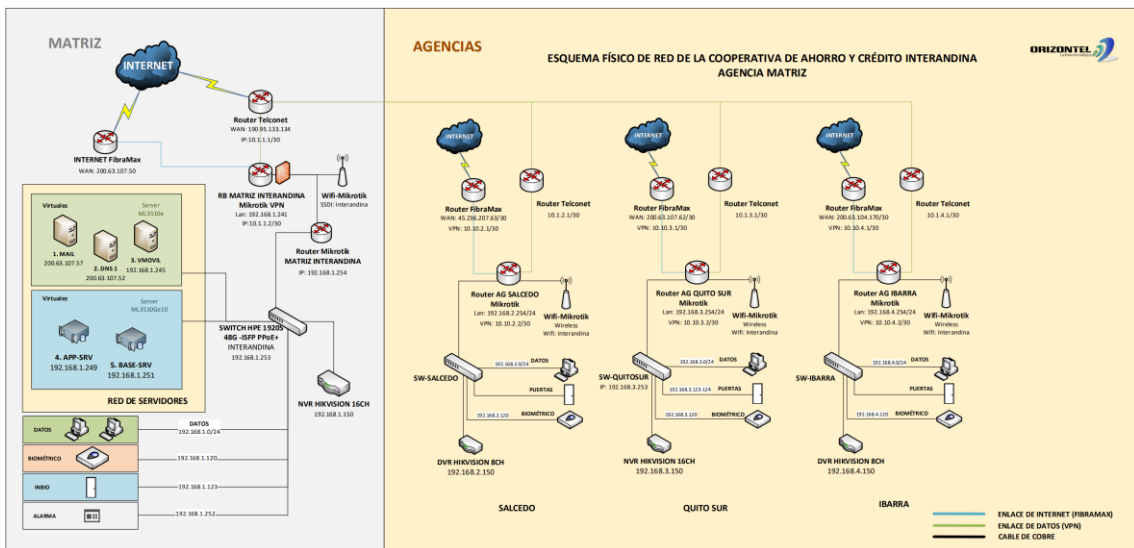 MATRIZ
INTERNET
Router Telconet
WAN: 190.95.133.134
IP:10.1.1.1/30
INTERNET FibraMax
WAN: 200.63.107.50
RB MATRIZ INTERANDINA
Mikrotik VPN
Lan: 192.168.1.241
IP:10.1.1.2/30
Wifi-Mikrotik
SSDI: Interandina
Router Mikrotik
MATRIZ INTERANDINA
IP: 192.168.1.254
Virtuales
Server
ML3510e
1. MAIL
200.63.107.57
2. DNS 1
200.63.107.52
3. VMOVIL
192.168.1.245
Virtuales
Server
ML3510Ge10
4. APP-SRV
192.168.1.249
5. BASE-SRV
192.168.1.251
RED DE SERVIDORES
SWITCH HPE 1920S
48G -ISFP PPoE+
INTERANDINA
192.168.1.253
NVR HIKVISION 16CH
192.168.1.150
DATOS
DATOS
192.168.1.0/24
BIOMÉTRICO
192.168.1.120
INBIO
192.168.1.123
ALARMA
192.168.1.252
AGENCIAS
ESQUEMA FÍSICO DE RED DE LA COOPERATIVA DE AHORRO Y CRÉDITO INTERANDINA
AGENCIA MATRIZ
ORIZONTEL
INTERNET
Router FibraMax
WAN: 45.236.207.63/30
VPN: 10.10.2.1/30
Router Telconet
10.1.2.1/30
Router AG SALCEDO
Mikrotik
Lan: 192.168.2.254/24
VPN: 10.10.2.2/30
Wifi-Mikrotik
Wireless
Wifi: Interandina
SW-SALCEDO
192.168.2.0/24
DATOS
PUERTAS
192.168.2.120
BIOMÉTRICO
DVR HIKVISION 8CH
192.168.2.150
SALCEDO
INTERNET
Router FibraMax
WAN: 200.63.107.62/30
VPN: 10.10.3.1/30
Router Telconet
10.1.3.1/30
Router AG QUITO SUR
Mikrotik
Lan: 192.168.3.254/24
VPN: 10.10.3.2/30
Wifi-Mikrotik
Wireless
Wifi: Interandina
SW-QUITOSUR
IP: 192.168.3.253
192.168.3.0/24
DATOS
192.168.3.123-124
PUERTAS
192.168.3.120
BIOMÉTRICO
NVR HIKVISION 16CH
192.168.3.150
QUITO SUR
INTERNET
Router FibraMax
WAN: 200.63.104.170/30
VPN: 10.10.4.1/30
Router Telconet
10.1.4.1/30
Router AG IBARRA
Mikrotik
Lan: 192.168.4.254/24
VPN: 10.10.4.2/30
Wifi-Mikrotik
Wireless
Wifi: Interandina
SW-IBARRA
192.168.4.0/24
DATOS
PUERTAS
192.168.4.120
BIOMÉTRICO
DVR HIKVISION 8CH
192.168.4.150
IBARRA
ENLACE DE INTERNET (FIBRAMAX)
ENLACE DE DATOS (VPN)
CABLE DE COBRE